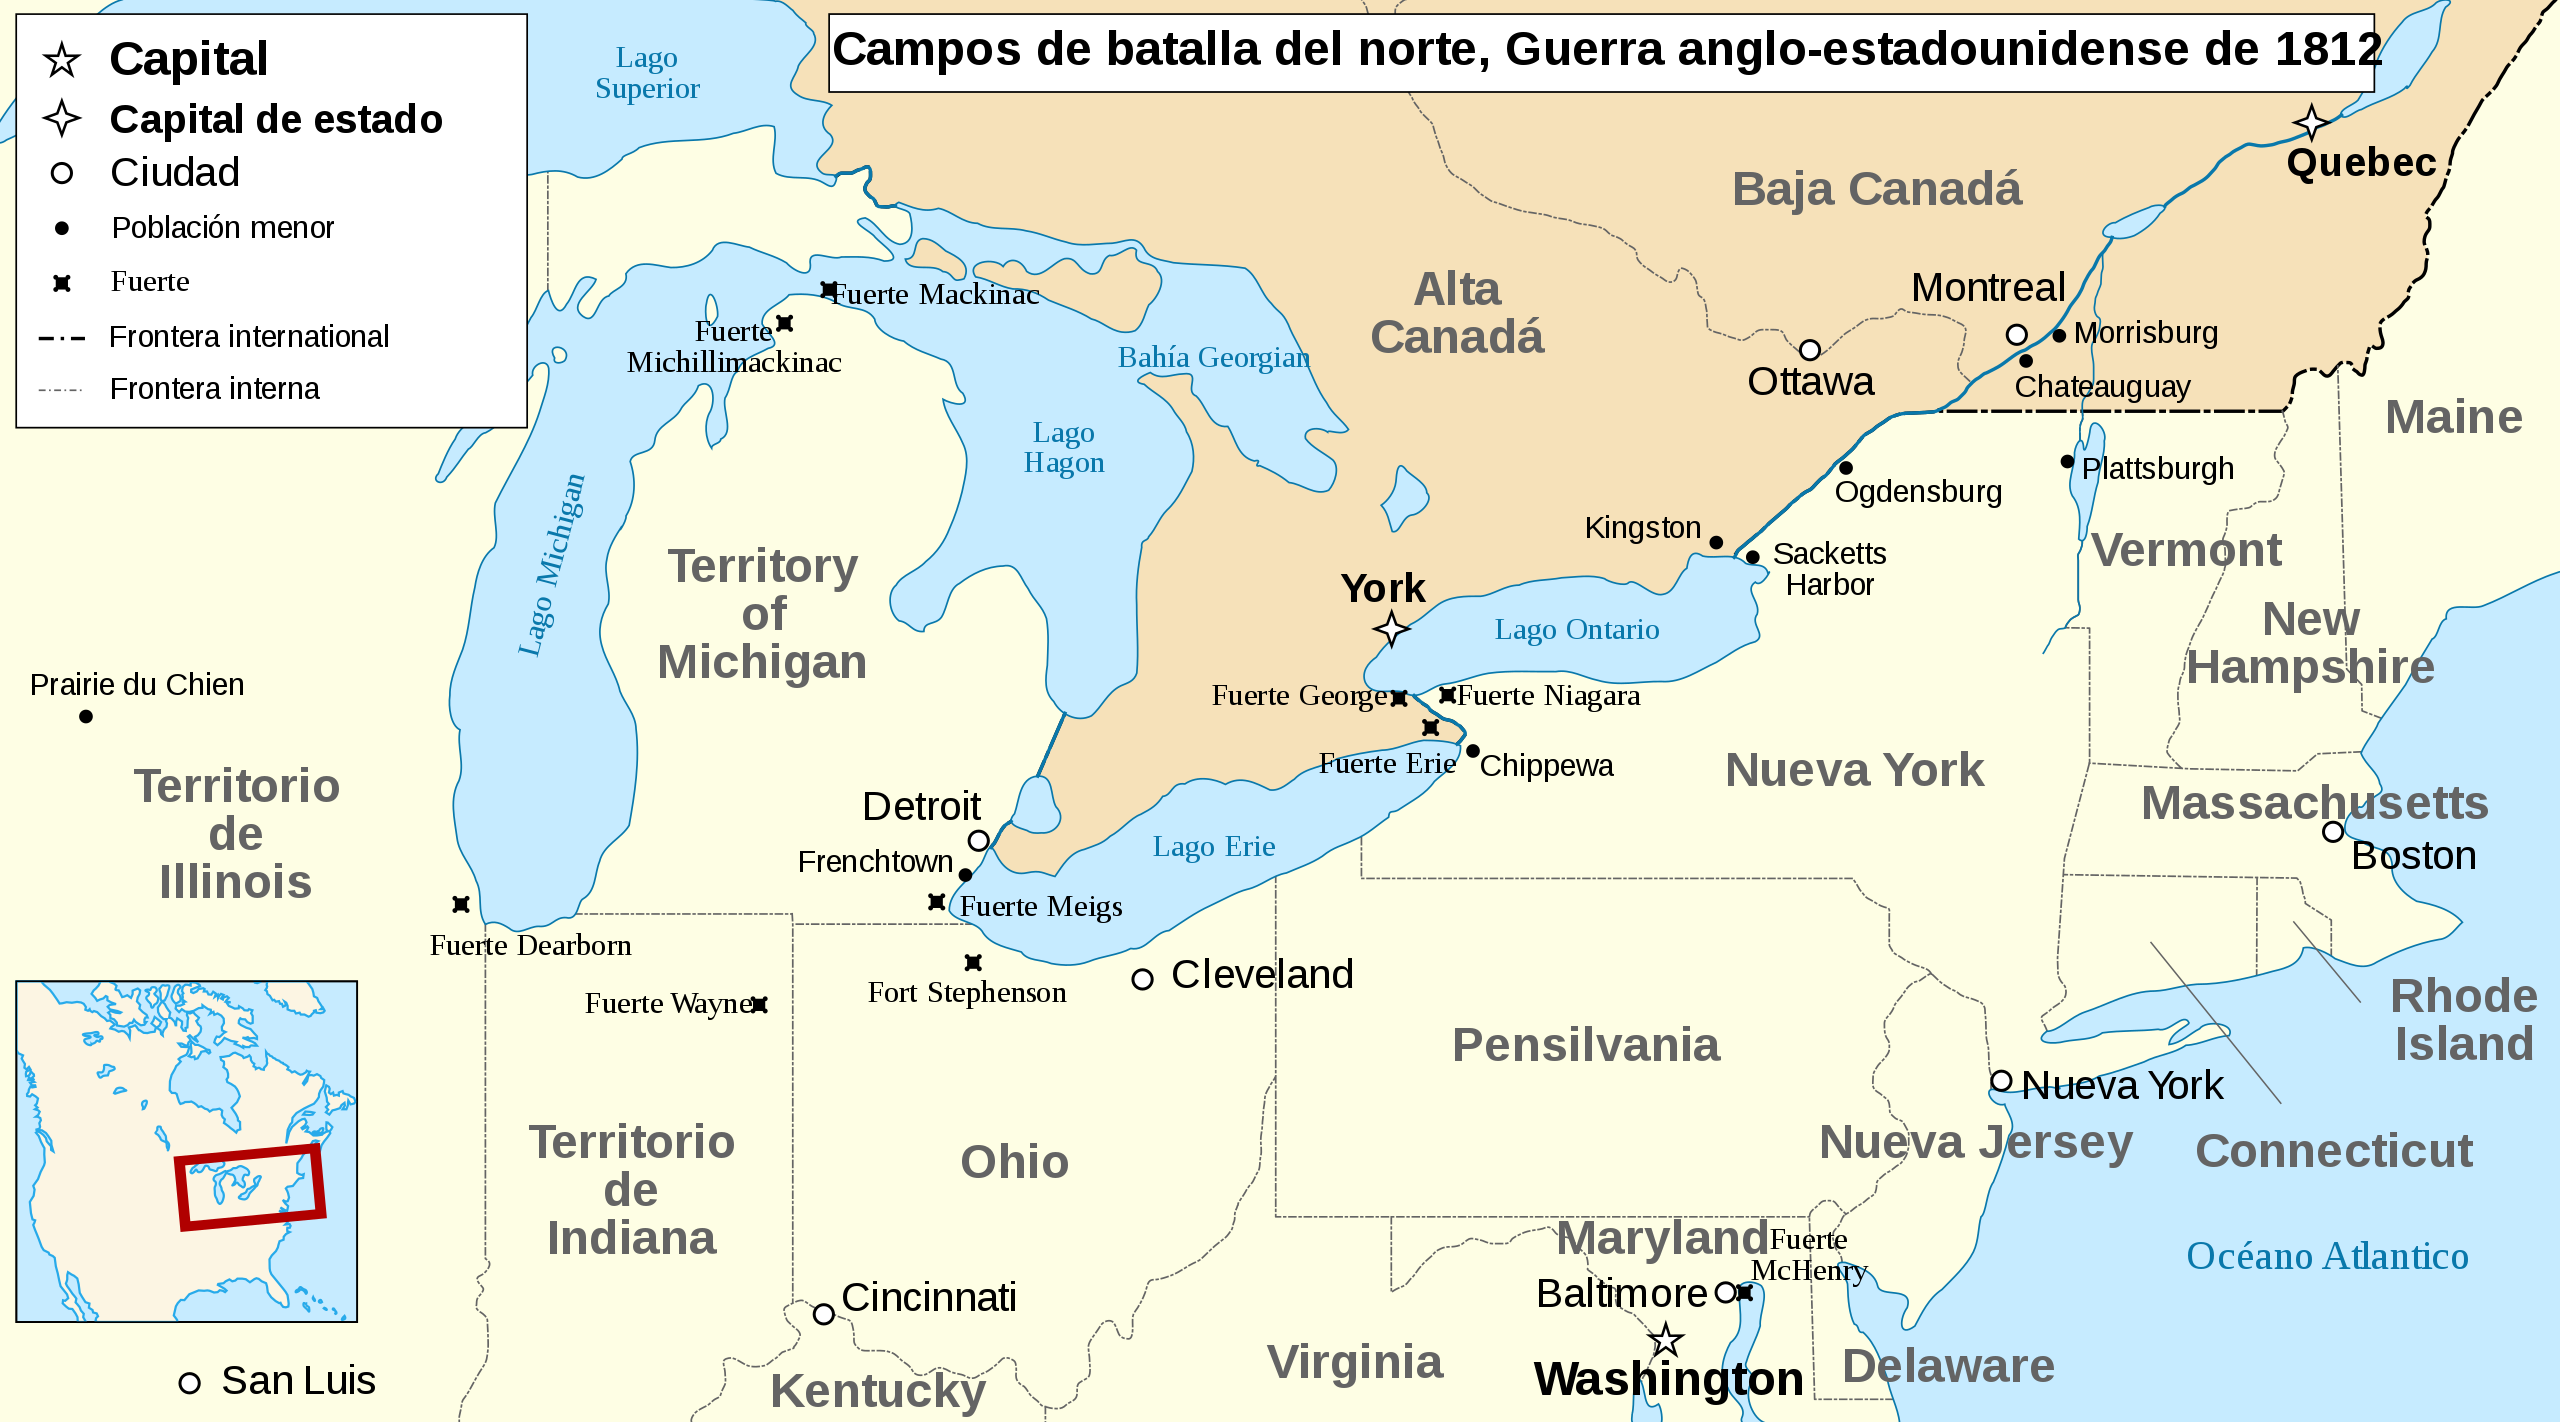 Campos de batalla del norte, Guerra anglo-estadounidense de 1812
Capital
Capital de estado
Ciudad
Población menor
Fuerte
Frontera international
Frontera interna
Lago
Superior
Quebec
Baja Canadá
Alta
Canadá
Montreal
Morrisburg
Chateauguay
Ottawa
Fuerte Mackinac
Fuerte
Michillimackinac
Bahía Georgian
Lago
Hagon
Maine
Plattsburgh
Ogdensburg
Kingston
Sacketts
Harbor
Vermont
Lago Michigan
Territory
of
Michigan
York
Lago Ontario
New
Hampshire
Prairie du Chien
Fuerte George
Fuerte Niagara
Fuerte Erie
Chippewa
Nueva York
Territorio
de
Illinois
Detroit
Frenchtown
Lago Erie
Massachusetts
Boston
Fuerte Meigs
Fuerte Dearborn
Fort Stephenson
Cleveland
Fuerte Wayne
Rhode
Island
Pensilvania
Nueva York
Nueva Jersey
Connecticut
Territorio
de
Indiana
Ohio
Maryland
Fuerte
McHenry
Océano Atlantico
Baltimore
Cincinnati
Washington
Virginia
Delaware
San Luis
Kentucky